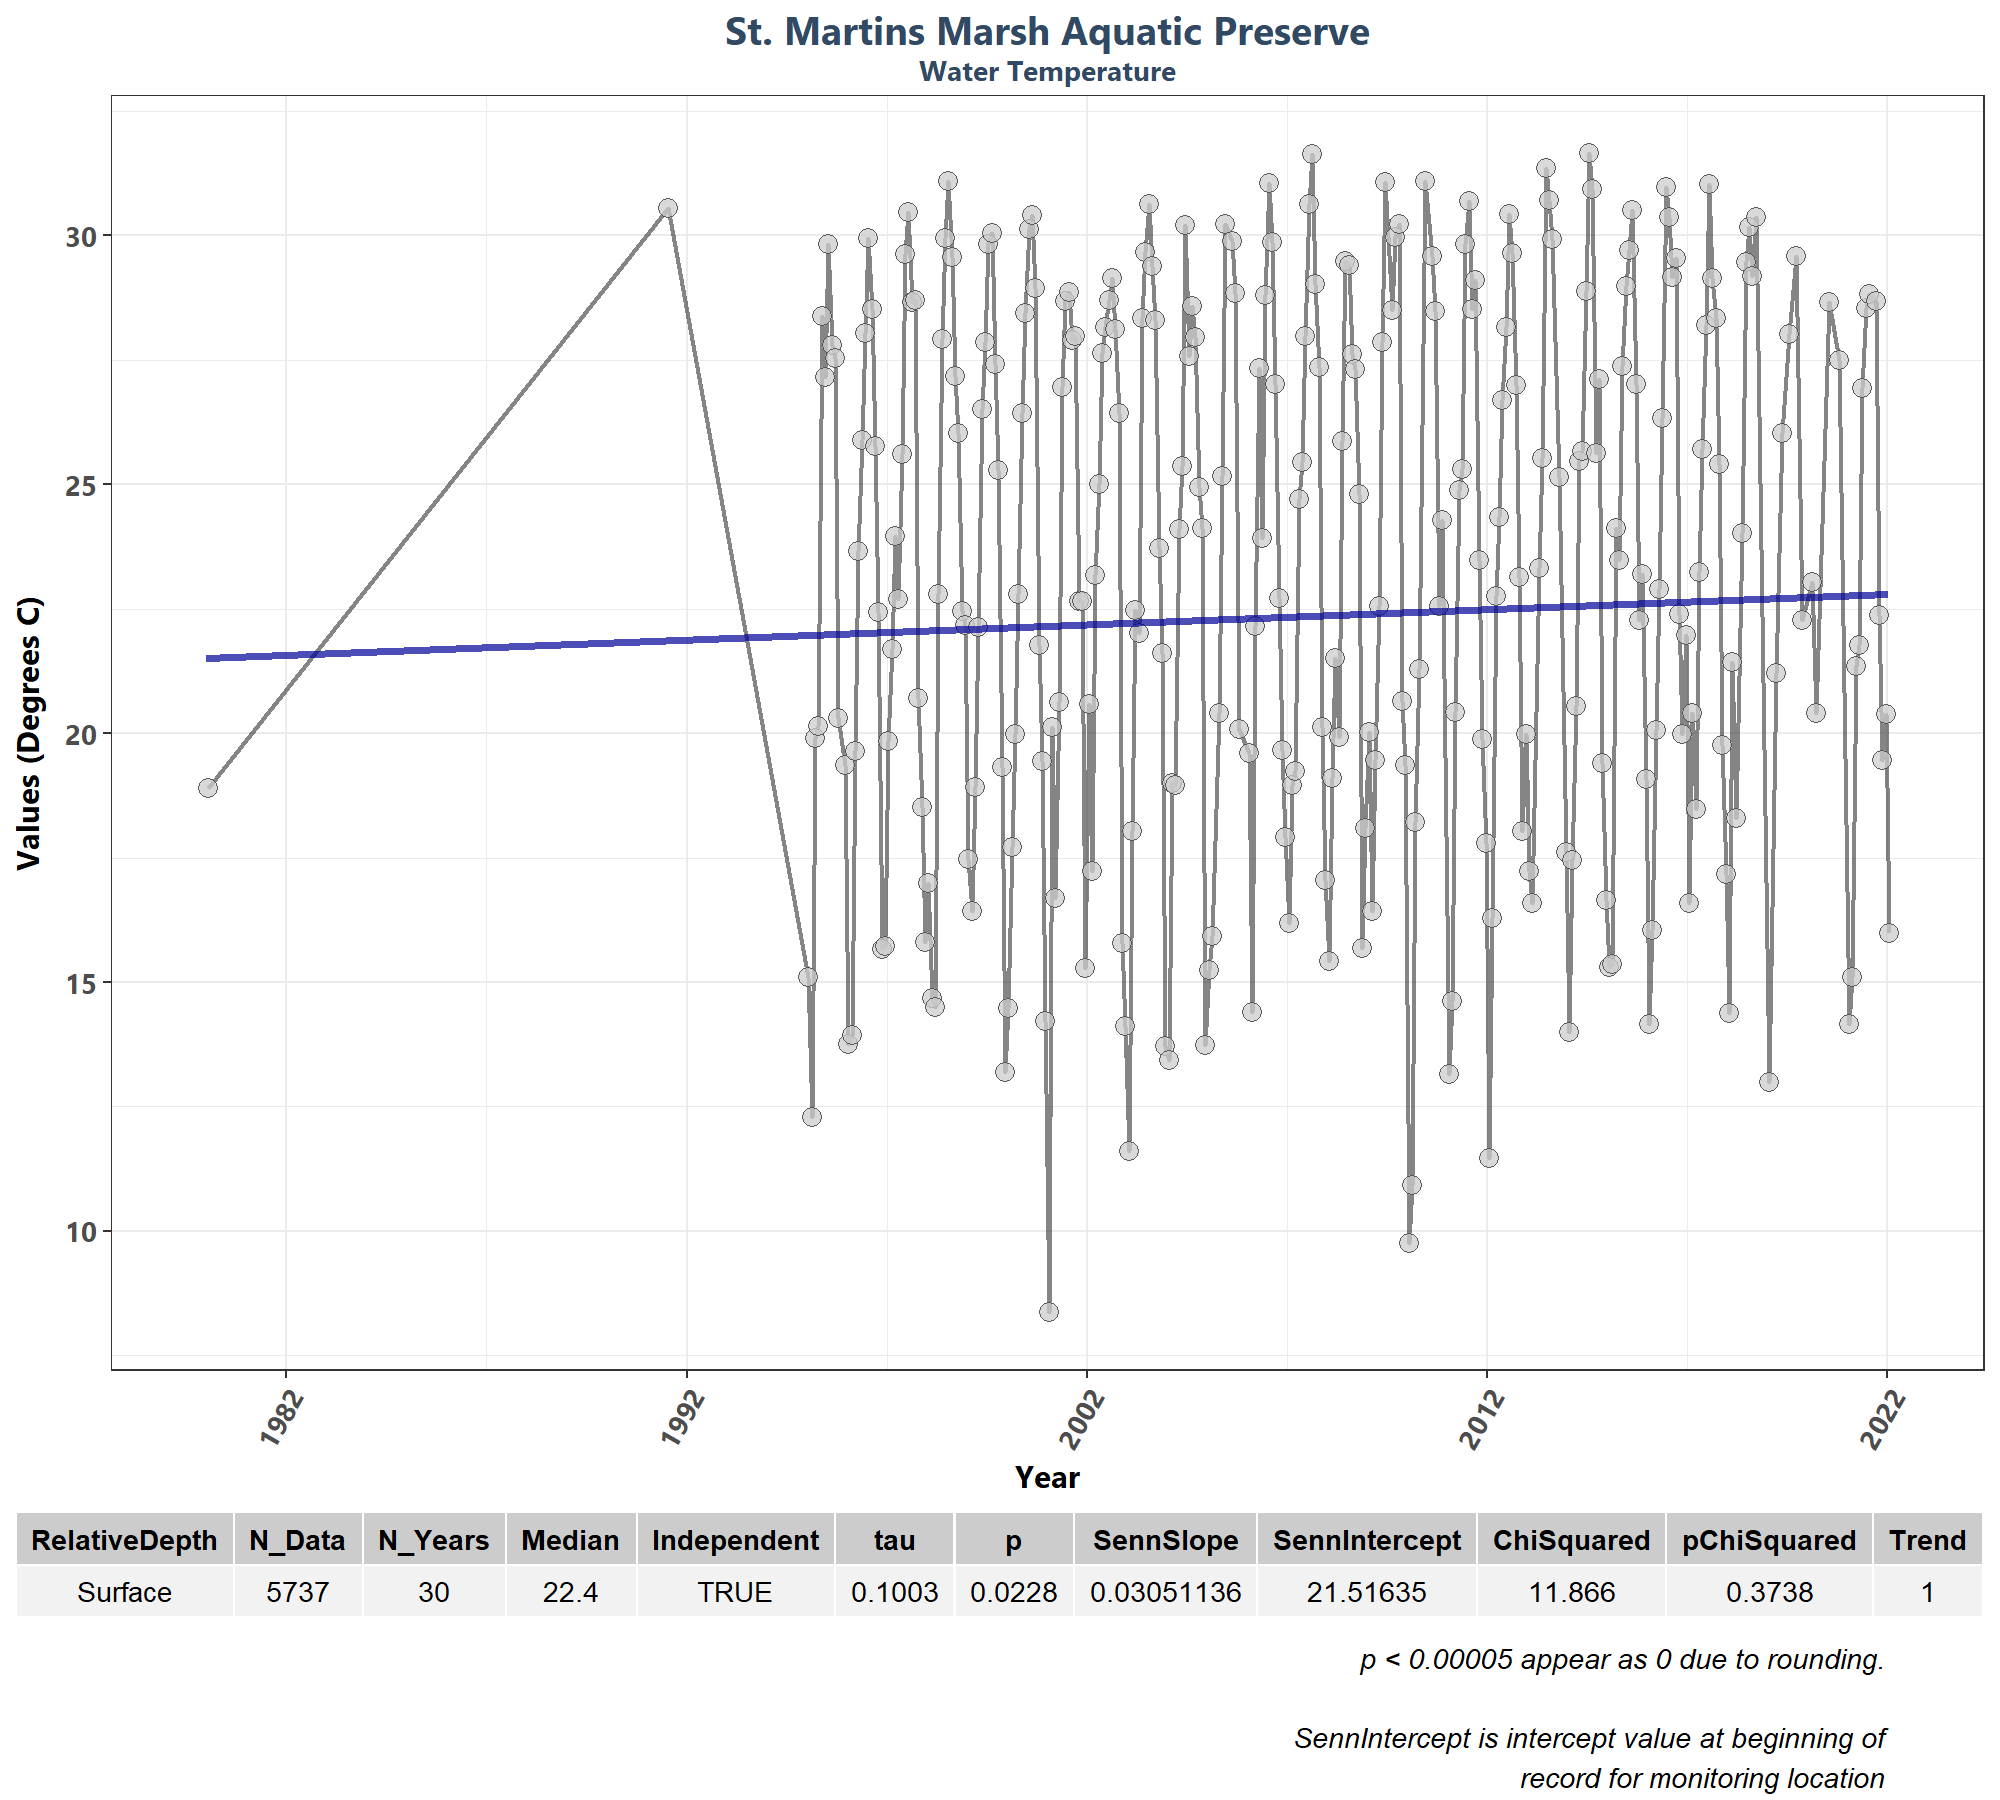 St. Martins Marsh Aquatic Preserve
Water Temperature
Values (Degrees C)
30
25
20
15
10
1982
1992
2002
2012
2022
Year
RelativeDepth N_Data N_Years Median Independent tau p SennSlope SennIntercept ChiSquared pChiSquared Trend
Surface 5737 30 22.4 TRUE 0.1003 0.0228 0.03051136 21.51635 11.866 0.3738 1
p < 0.00005 appear as 0 due to rounding.
SennIntercept is intercept value at beginning of
record for monitoring location